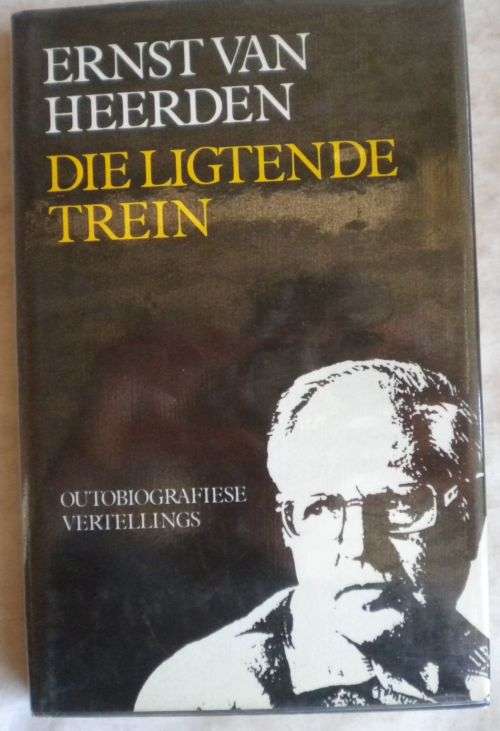 ERNST VAN
HEERDEN
DIE LIGTENDE
TREIN
OUTOBIOGRAFIESE
VERTELLINGS